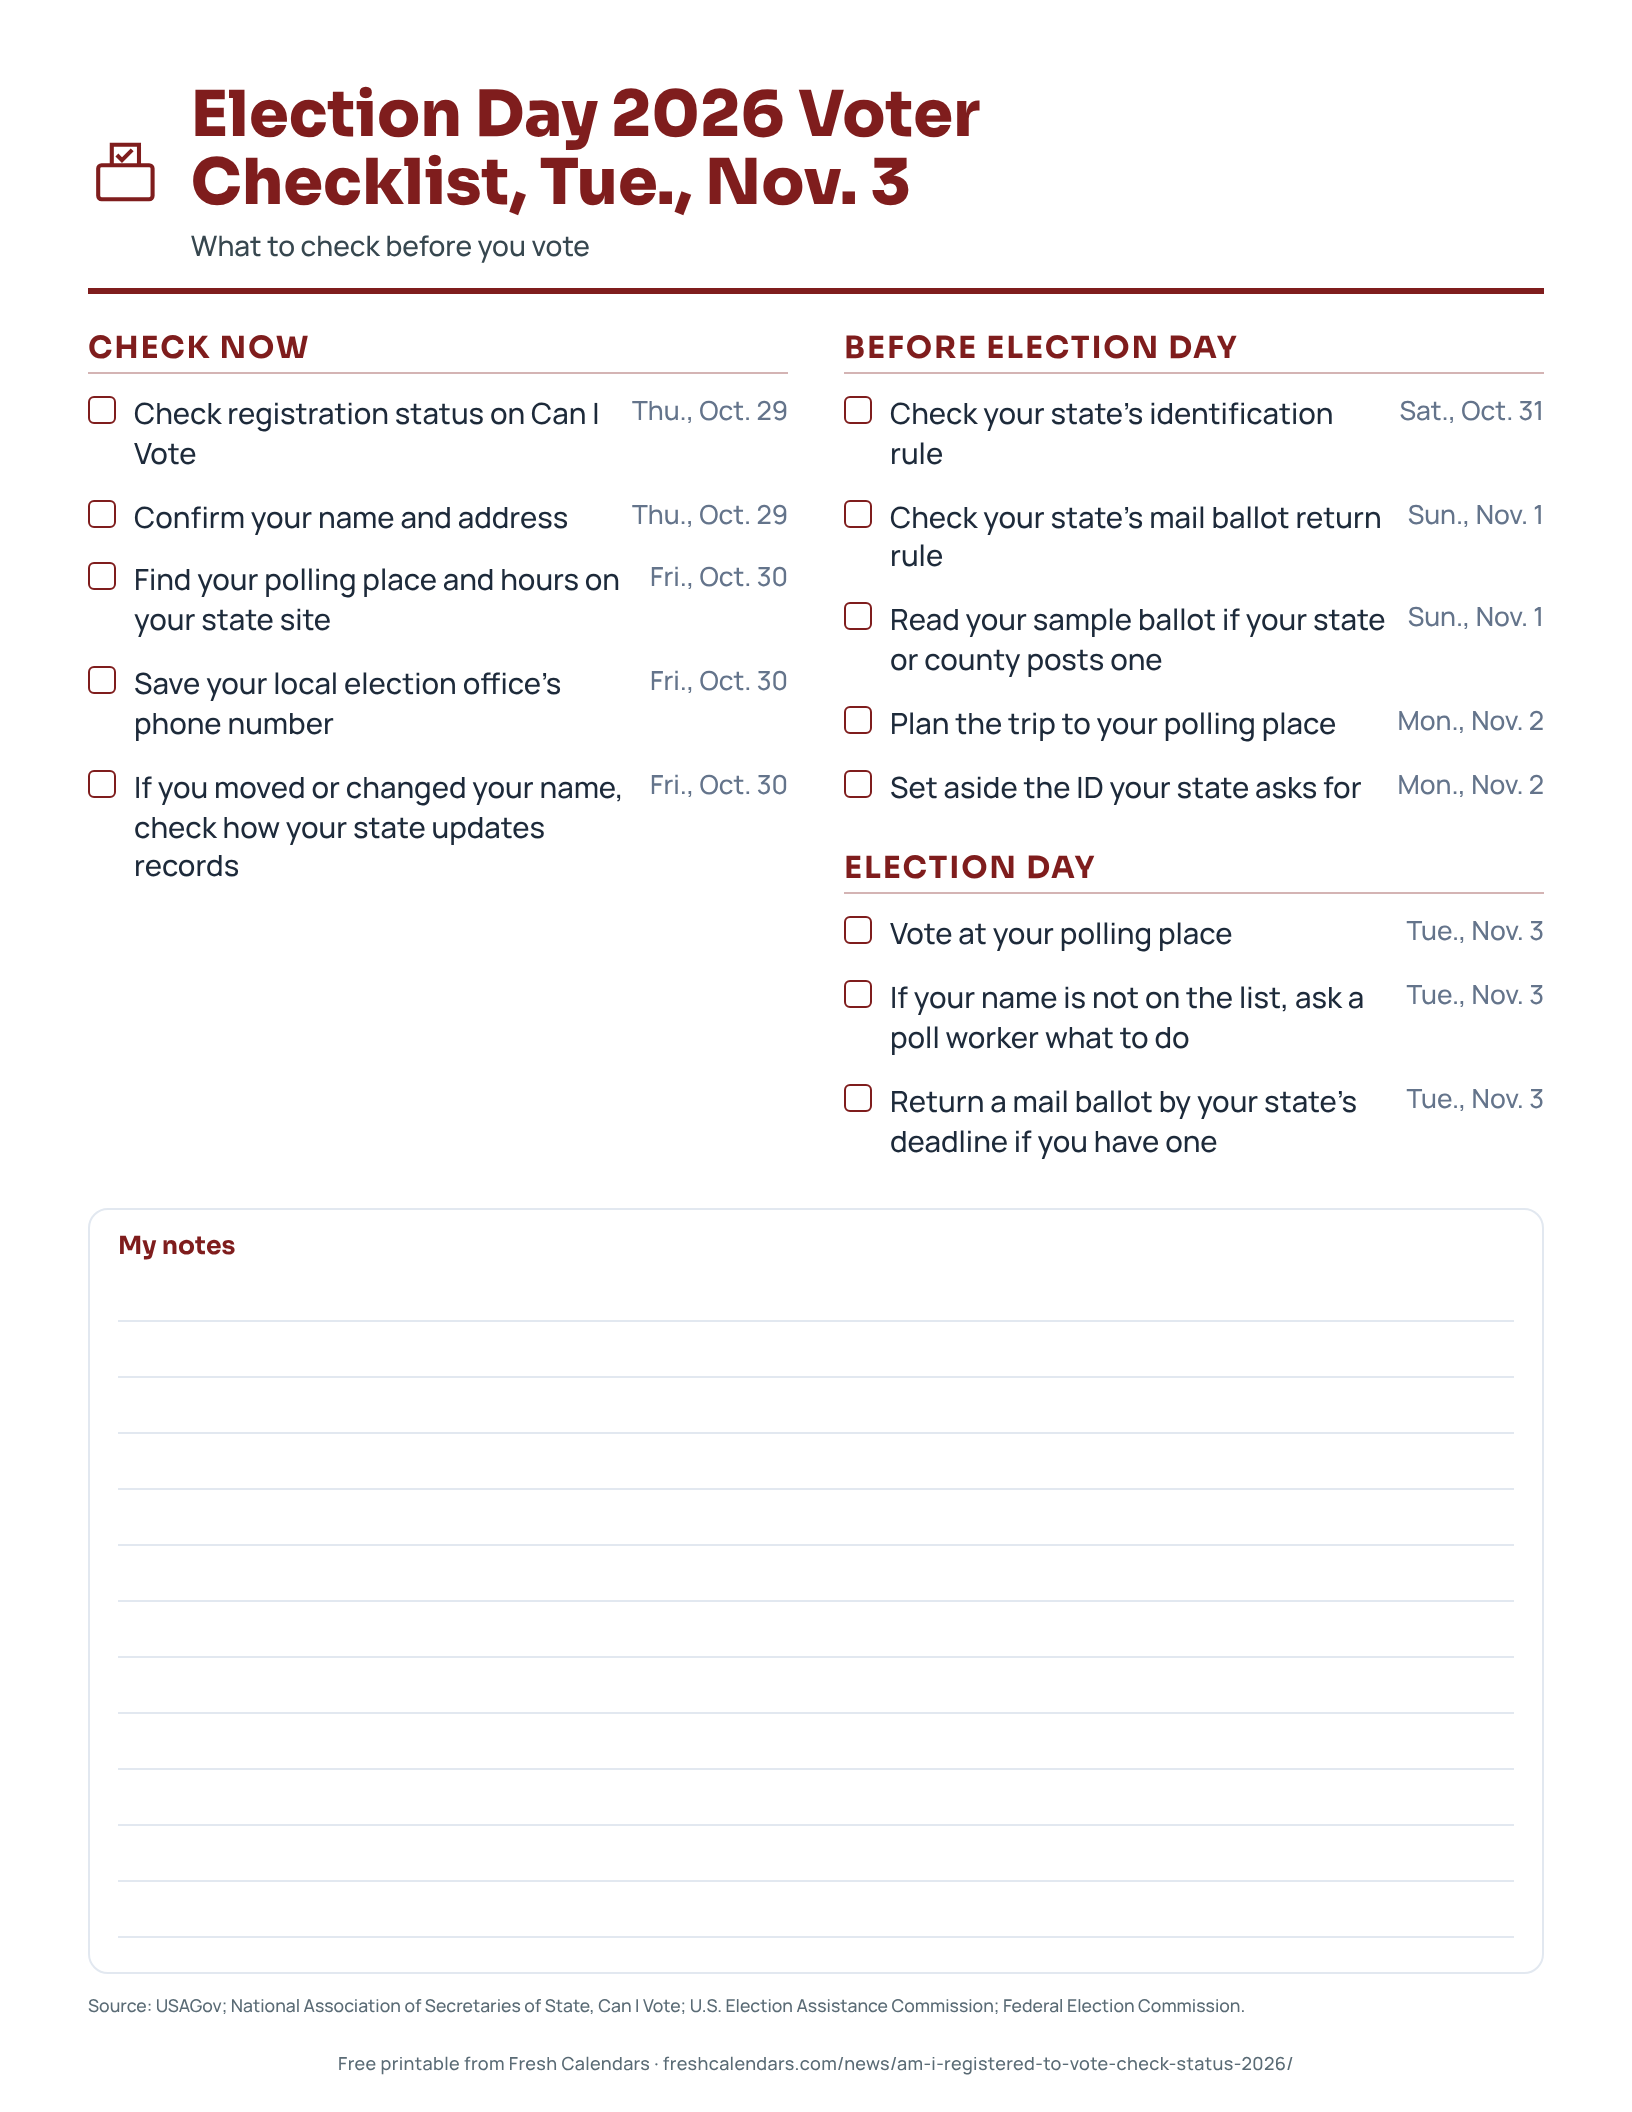 Election Day 2026 Voter
Checklist, Tue., Nov. 3
What to check before you vote
CHECK NOW
Check registration status on Can I Thu., Oct. 29
Vote
Confirm your name and address Thu., Oct. 29
Find your polling place and hours on Fri., Oct. 30
your state site
Save your local election office’s Fri., Oct. 30
phone number
If you moved or changed your name, Fri., Oct. 30
check how your state updates
records
BEFORE ELECTION DAY
Check your state’s identification Sat., Oct. 31
rule
Check your state’s mail ballot return Sun., Nov. 1
rule
Read your sample ballot if your state Sun., Nov. 1
or county posts one
Plan the trip to your polling place Mon., Nov. 2
Set aside the ID your state asks for Mon., Nov. 2
ELECTION DAY
Vote at your polling place Tue., Nov. 3
If your name is not on the list, ask a Tue., Nov. 3
poll worker what to do
Return a mail ballot by your state’s Tue., Nov. 3
deadline if you have one
My notes
Source: USAGov; National Association of Secretaries of State, Can I Vote; U.S. Election Assistance Commission; Federal Election Commission.
Free printable from Fresh Calendars · freshcalendars.com/news/am-i-registered-to-vote-check-status-2026/